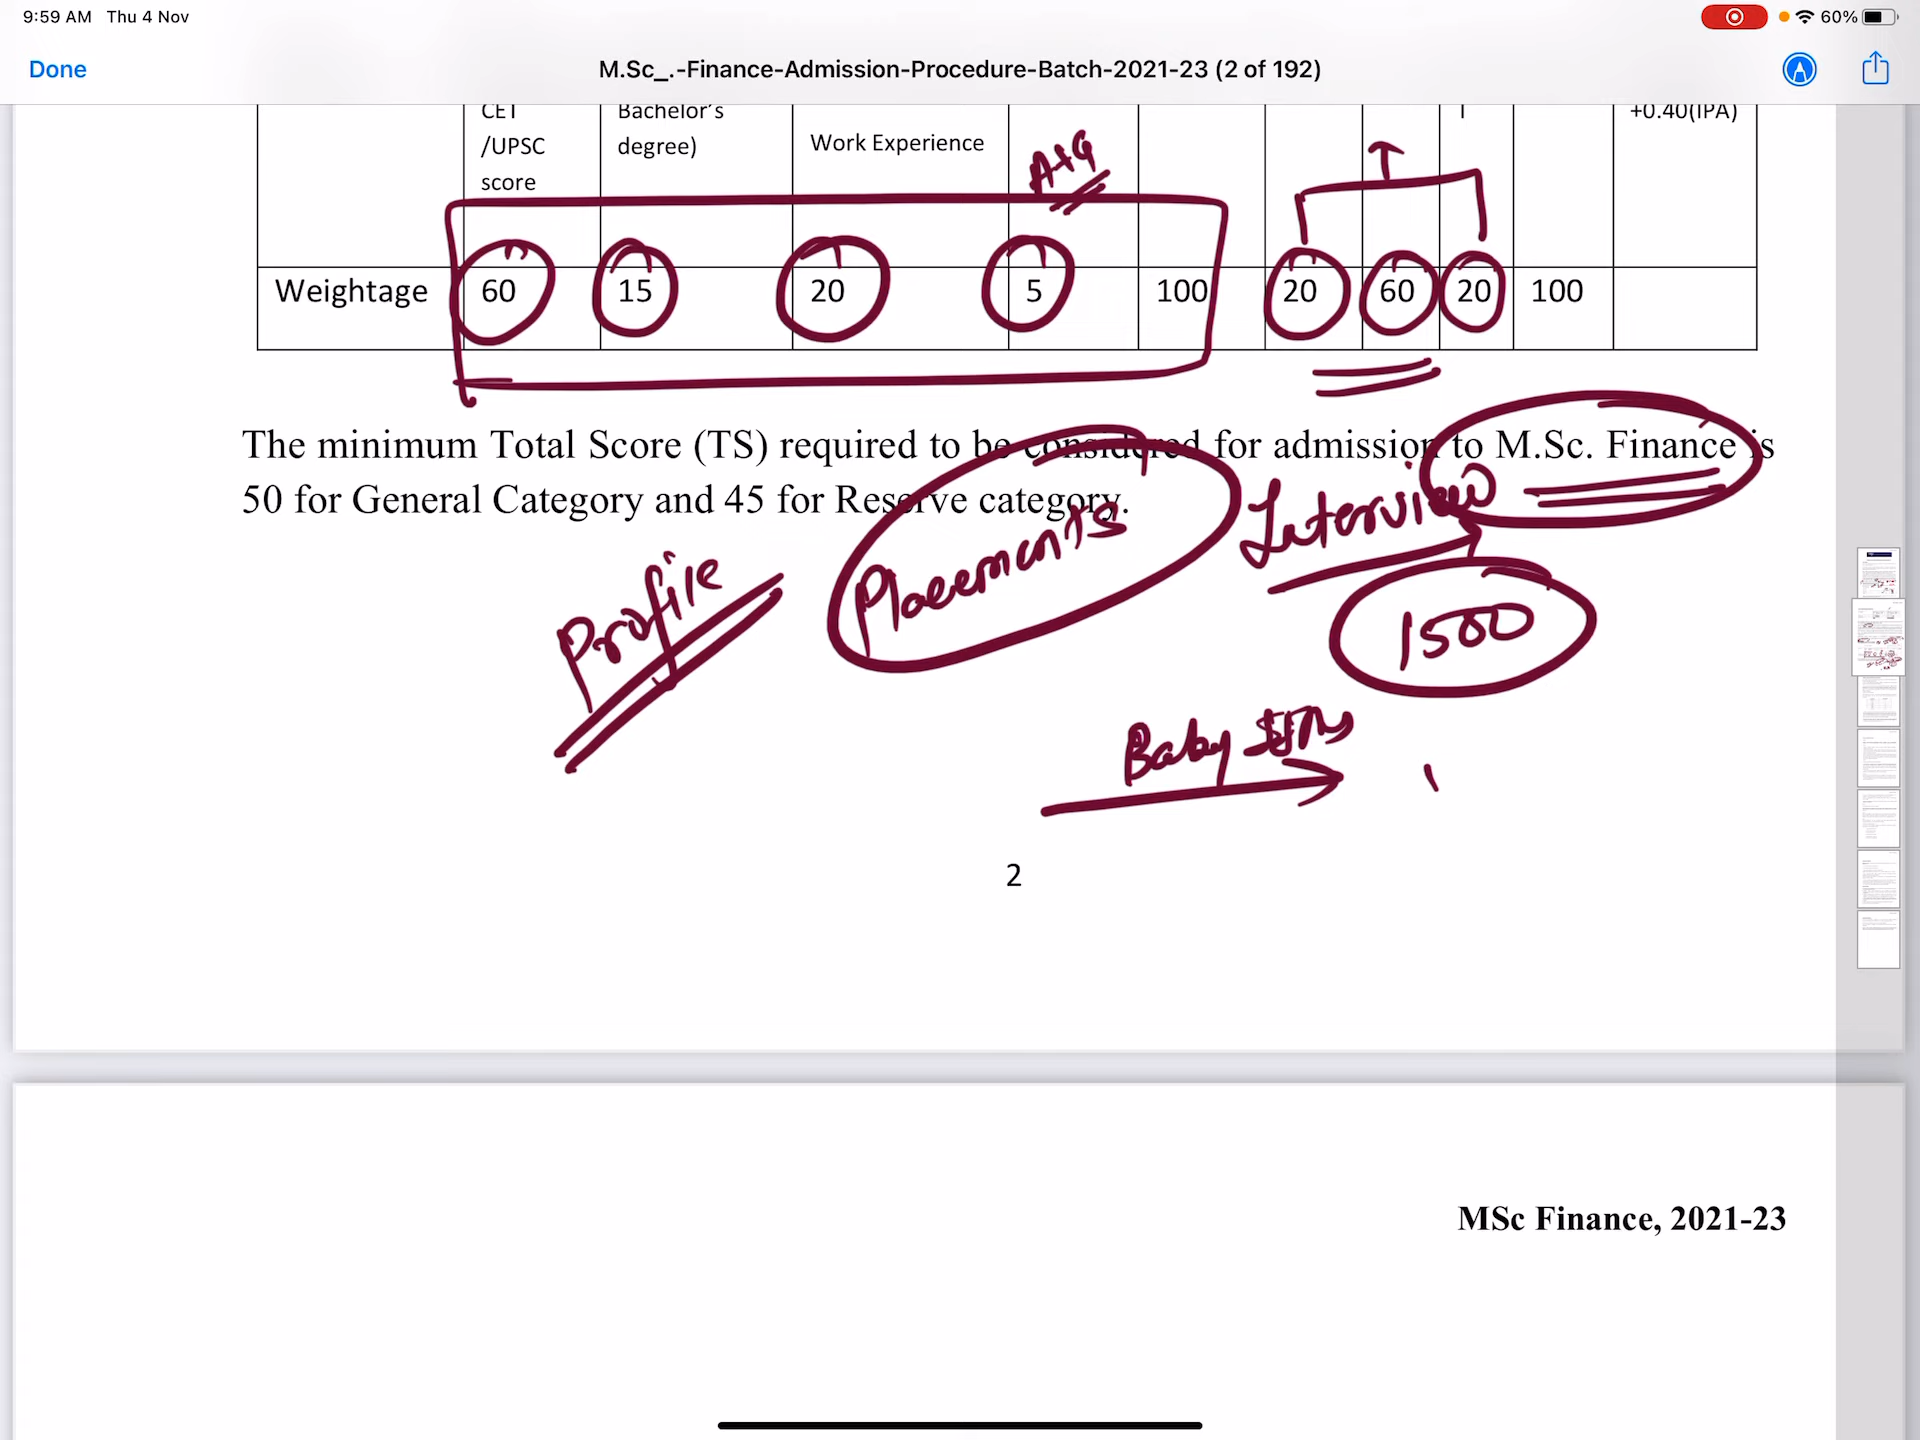 9:59 AM Thu 4 Nov
60%
Done
M.Sc_.-Finance-Admission-Procedure-Batch-2021-23 (2 of 192)
CET
/UPSC
score
Bachelor's
degree)
Work Experience
A+G
+0.40(IPA)
Weightage 60 15 20 5 100 20 60 20 100
The minimum Total Score (TS) required to be considered for admission to M.Sc. Finance is
50 for General Category and 45 for Reserve category.
Profile
Placements
Interview
1500
Baby
2
MSc Finance, 2021-23